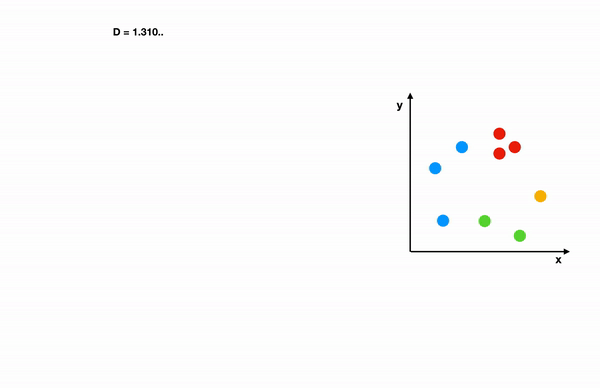 D = 1.310..
y
x